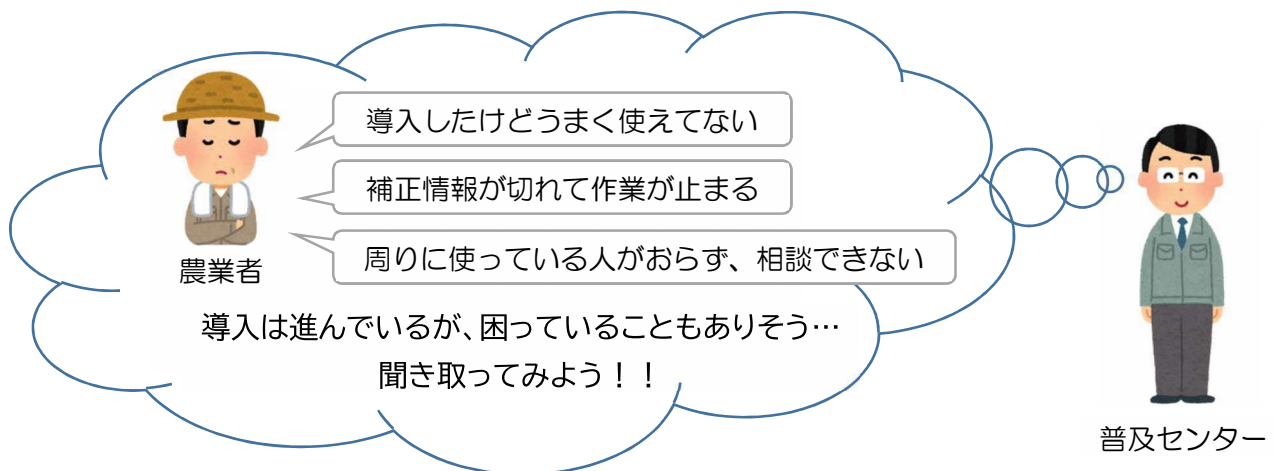 導入したけどうまく使えてない
補正情報が切れて作業が止まる
周りに使っている人がおらず、相談できない
農業者
導入は進んでいるが、困っていることもありそう…
聞き取ってみよう！！
普及センター